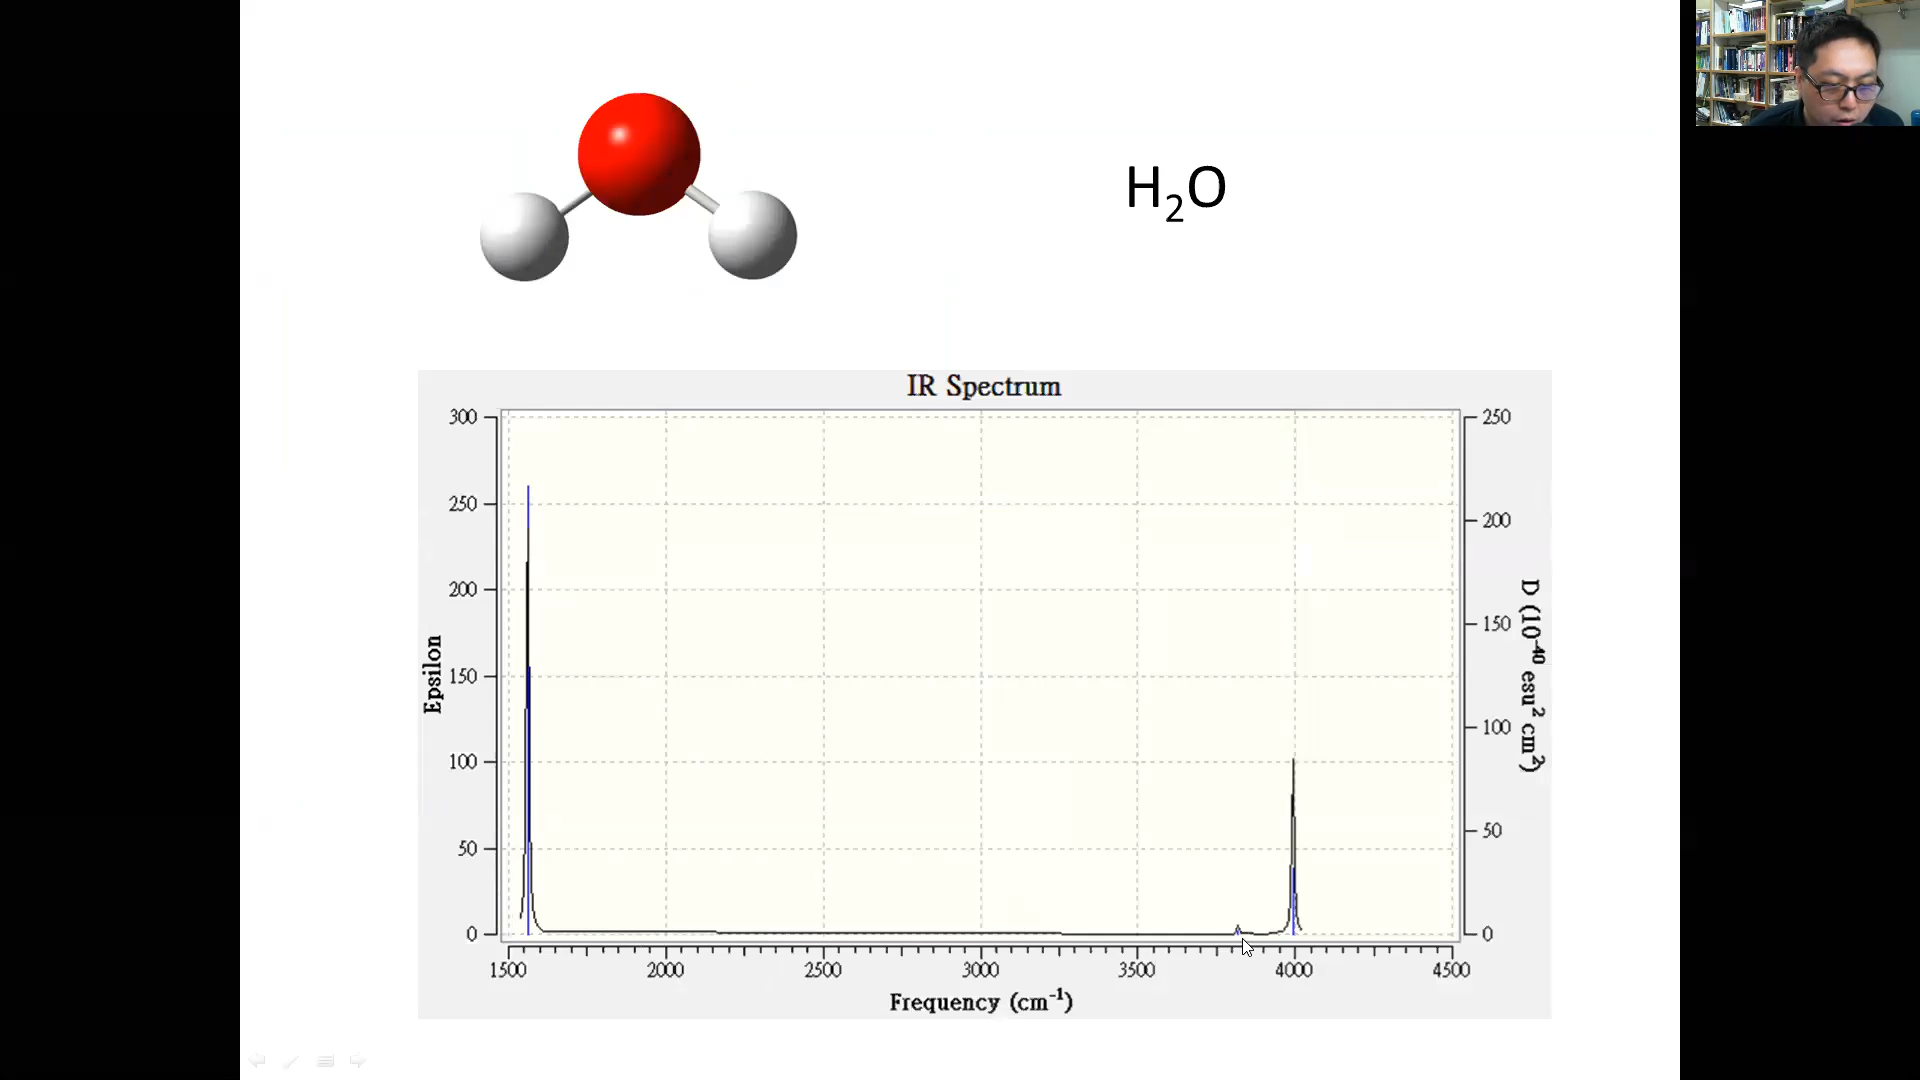 H₂O
IR Spectrum
300
250
200
150
100
50
0
Epsilon
250
200
150
100
50
0
D (10⁻⁴⁰ esu² cm²)
1500 2000 2500 3000 3500 4000 4500
Frequency (cm⁻¹)